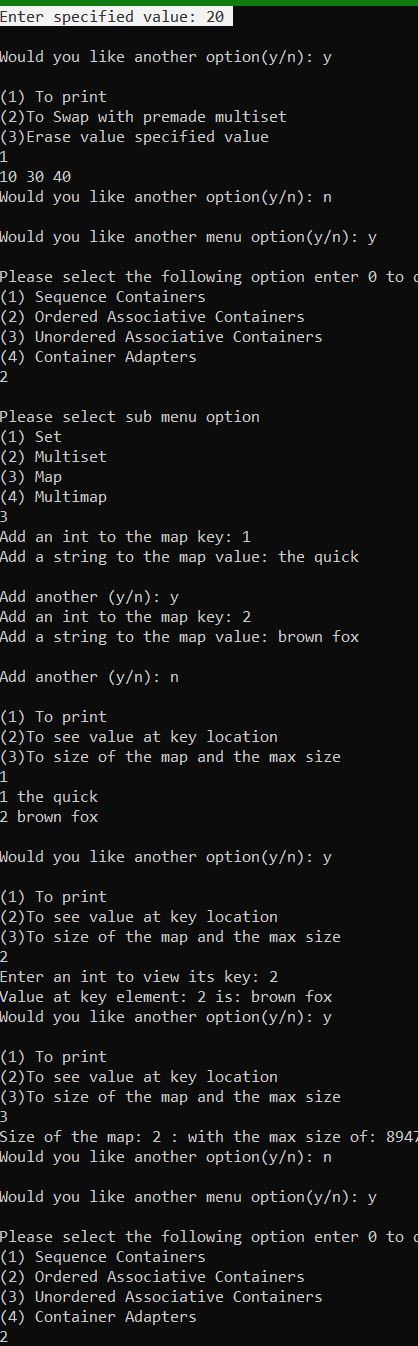 Enter specified value: 20
Would you like another option(y/n): y
(1) To print
(2)To Swap with premade multiset
(3)Erase value specified value
1
10 30 40
Would you like another option(y/n): n
Would you like another menu option(y/n): y
Please select the following option enter 0 to
(1) Sequence Containers
(2) Ordered Associative Containers
(3) Unordered Associative Containers
(4) Container Adapters
2
Please select sub menu option
(1) Set
(2) Multiset
(3) Map
(4) Multimap
3
Add an int to the map key: 1
Add a string to the map value: the quick
Add another (y/n): y
Add an int to the map key: 2
Add a string to the map value: brown fox
Add another (y/n): n
(1) To print
(2)To see value at key location
(3)To size of the map and the max size
1
1 the quick
2 brown fox
Would you like another option(y/n): y
(1) To print
(2)To see value at key location
(3)To size of the map and the max size
2
Enter an int to view its key: 2
Value at key element: 2 is: brown fox
Would you like another option(y/n): y
(1) To print
(2)To see value at key location
(3)To size of the map and the max size
3
Size of the map: 2 : with the max size of: 8947
Would you like another option(y/n): n
Would you like another menu option(y/n): y
Please select the following option enter 0 to
(1) Sequence Containers
(2) Ordered Associative Containers
(3) Unordered Associative Containers
(4) Container Adapters
2